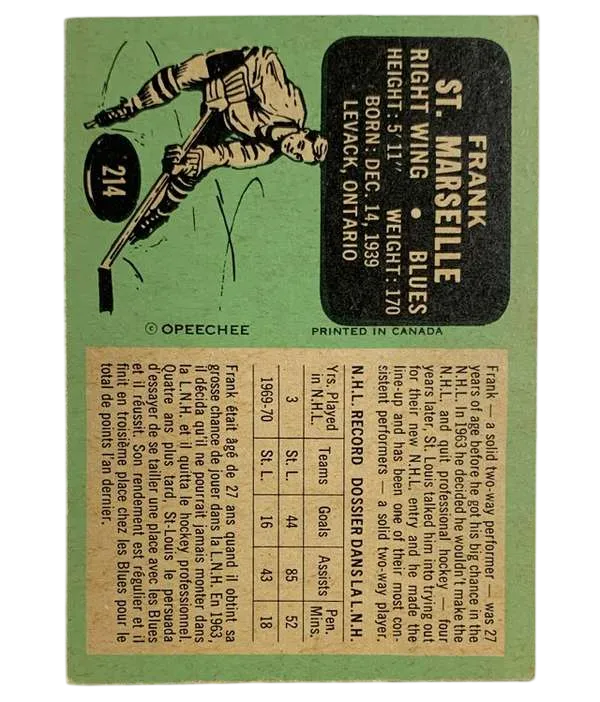 FRANK
ST. MARSEILLE
RIGHT WING • BLUES
HEIGHT: 5' 11" WEIGHT: 170
BORN: DEC. 14, 1939
LEVACK, ONTARIO
214
© OPEECHEE PRINTED IN CANADA
Frank — a solid two-way performer — was 27
years of age before he got his big chance in the
N.H.L. In 1963 he decided he wouldn't make the
N.H.L. and quit professional hockey — four
years later, St. Louis talked him into trying out
for their new N.H.L. entry and he made the
line-up and has been one of their most con-
sistent performers — a solid two-way player.
N.H.L. RECORD DOSSIER DANS LA L.N.H.
Yrs. Played in N.H.L. Teams Goals Assists Pen. Mins.
3 St. L. 44 85 52
1969-70 St. L. 16 43 18
Frank était âgé de 27 ans quand il obtint sa
grosse chance de jouer dans la L.N.H. En 1963,
il décida qu'il ne pourrait jamais monter dans
la L.N.H. et il quitta le hockey professionnel.
Quatre ans plus tard, St-Louis le persuada
d'essayer de se tailler une place avec les Blues
et il réussit. Son rendement est régulier et il
finit en troisième place chez les Blues pour le
total de points l'an dernier.